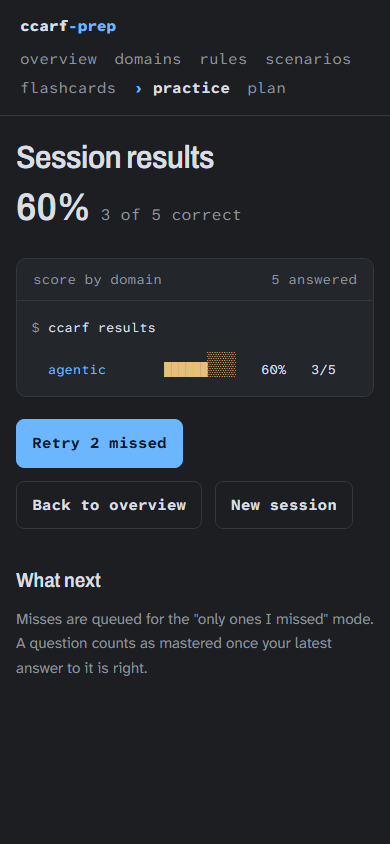 ccarf-prep
overview domains rules scenarios
flashcards › practice plan
Session results
60% 3 of 5 correct
score by domain 5 answered
$ ccarf results
agentic ██████░░░░ 60% 3/5
Retry 2 missed
Back to overview New session
What next
Misses are queued for the "only ones I missed" mode.
A question counts as mastered once your latest
answer to it is right.